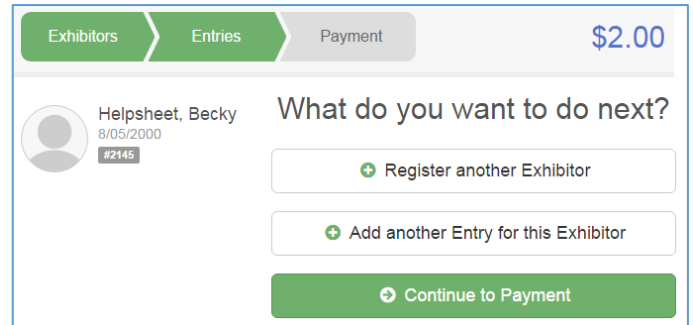 Exhibitors Entries Payment $2.00
Helpsheet, Becky
8/05/2000
#2145
What do you want to do next?
Register another Exhibitor
Add another Entry for this Exhibitor
Continue to Payment